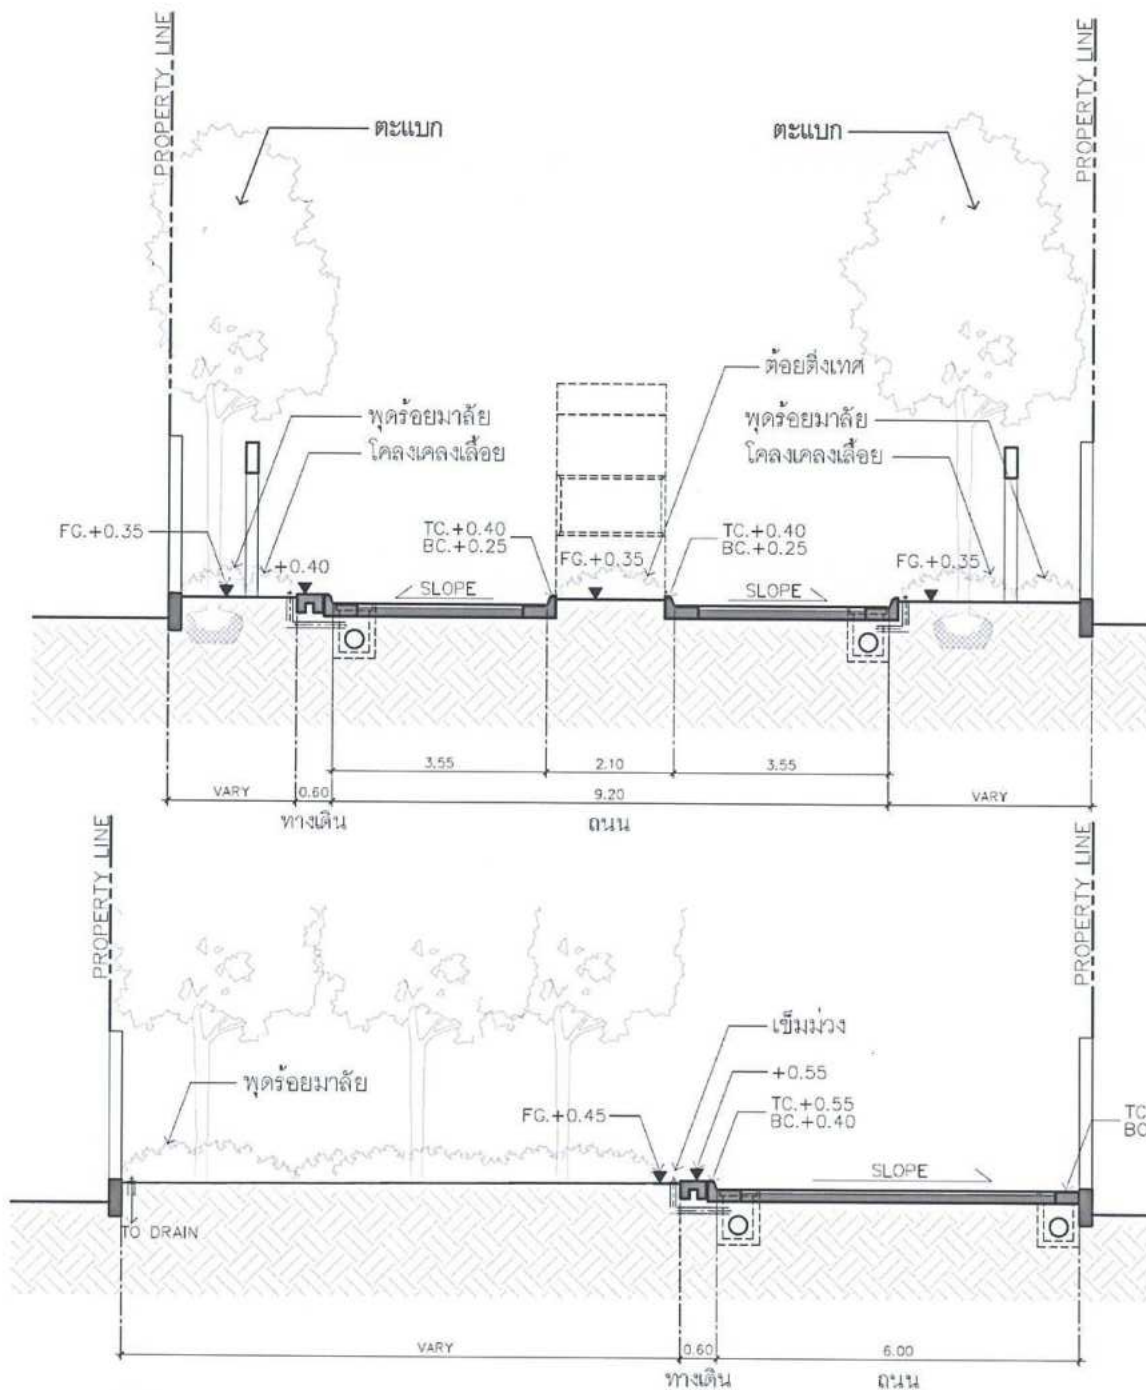 PROPERTY LINE
PROPERTY LINE
ตะแบก
ตะแบก
ต้อยติ่งเทศ
พุดร้อยมาลัย
โคลงเคลงเลื้อย
พุดร้อยมาลัย
โคลงเคลงเลื้อย
FG.+0.35
+0.40
TC.+0.40
BC.+0.25
FG.+0.35
TC.+0.40
BC.+0.25
FG.+0.35
SLOPE
SLOPE
3.55
2.10
3.55
VARY
0.60
9.20
VARY
ทางเดิน
ถนน
PROPERTY LINE
PROPERTY LINE
เข็มม่วง
พุดร้อยมาลัย
+0.55
FG.+0.45
TC.+0.55
BC.+0.40
TC
BC
SLOPE
TO DRAIN
VARY
0.60
6.00
ทางเดิน
ถนน